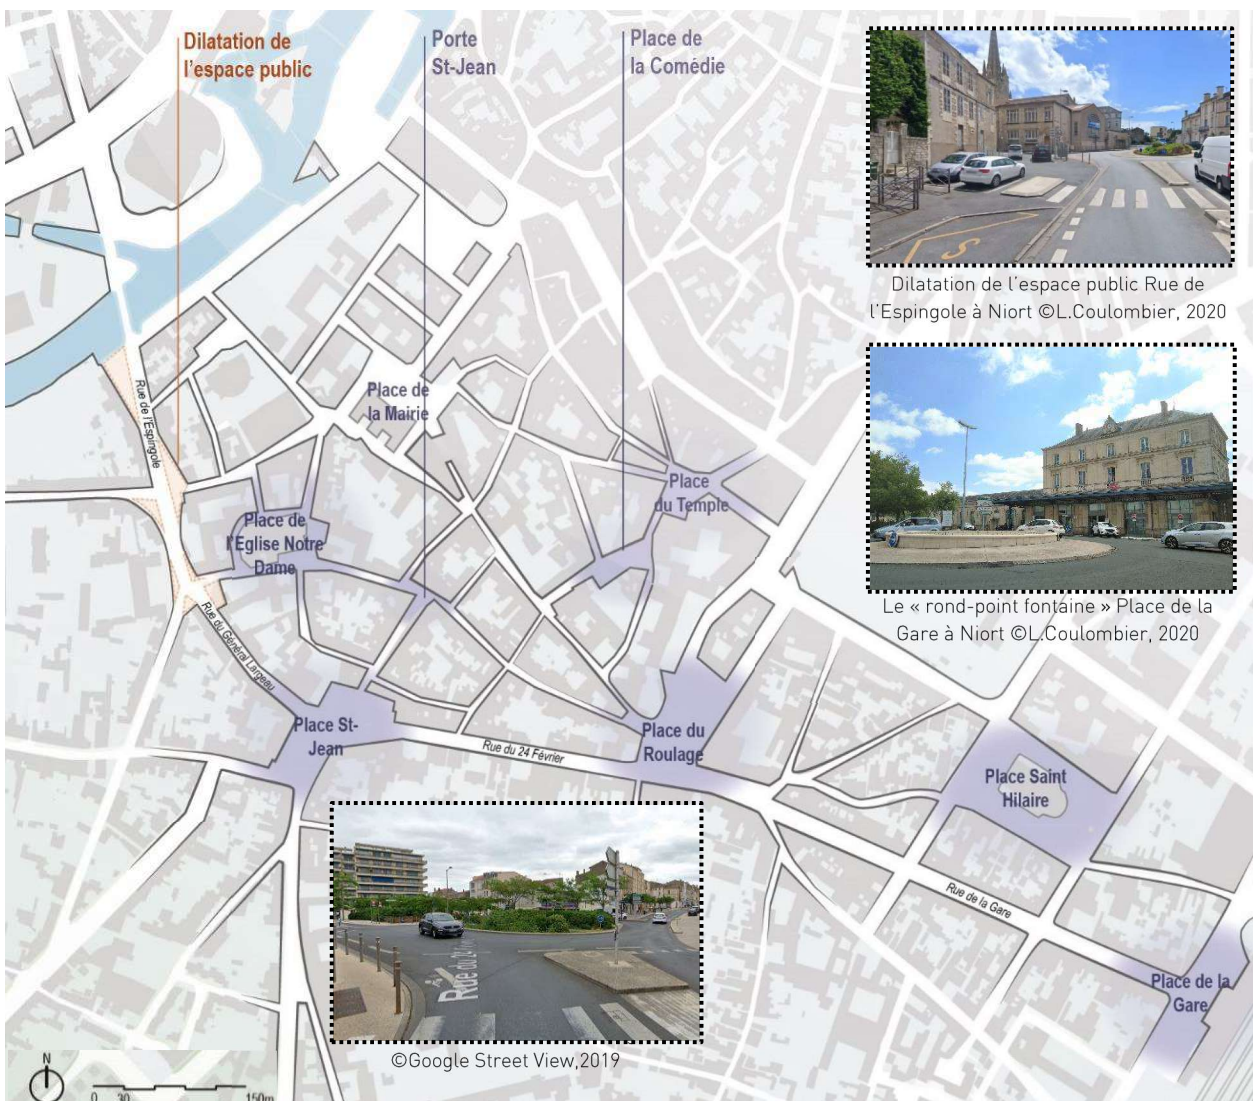 Dilatation de
l'espace public
Porte
St-Jean
Place de
la Comédie
Dilatation de l'espace public Rue de
l'Espingole à Niort ©L.Coulombier, 2020
Rue de l'Espingole
Place de
la Mairie
Place
du Temple
Place de
l'Eglise Notre
Dame
Le « rond-point fontaine » Place de la
Gare à Niort ©L.Coulombier, 2020
Rue du Général Largeau
Place St-
Jean
Rue du 24 Février
Place du
Roulage
Place Saint
Hilaire
Rue de la Gare
Rue du 24
Place de la
Gare
©Google Street View,2019
N
0 30 150m